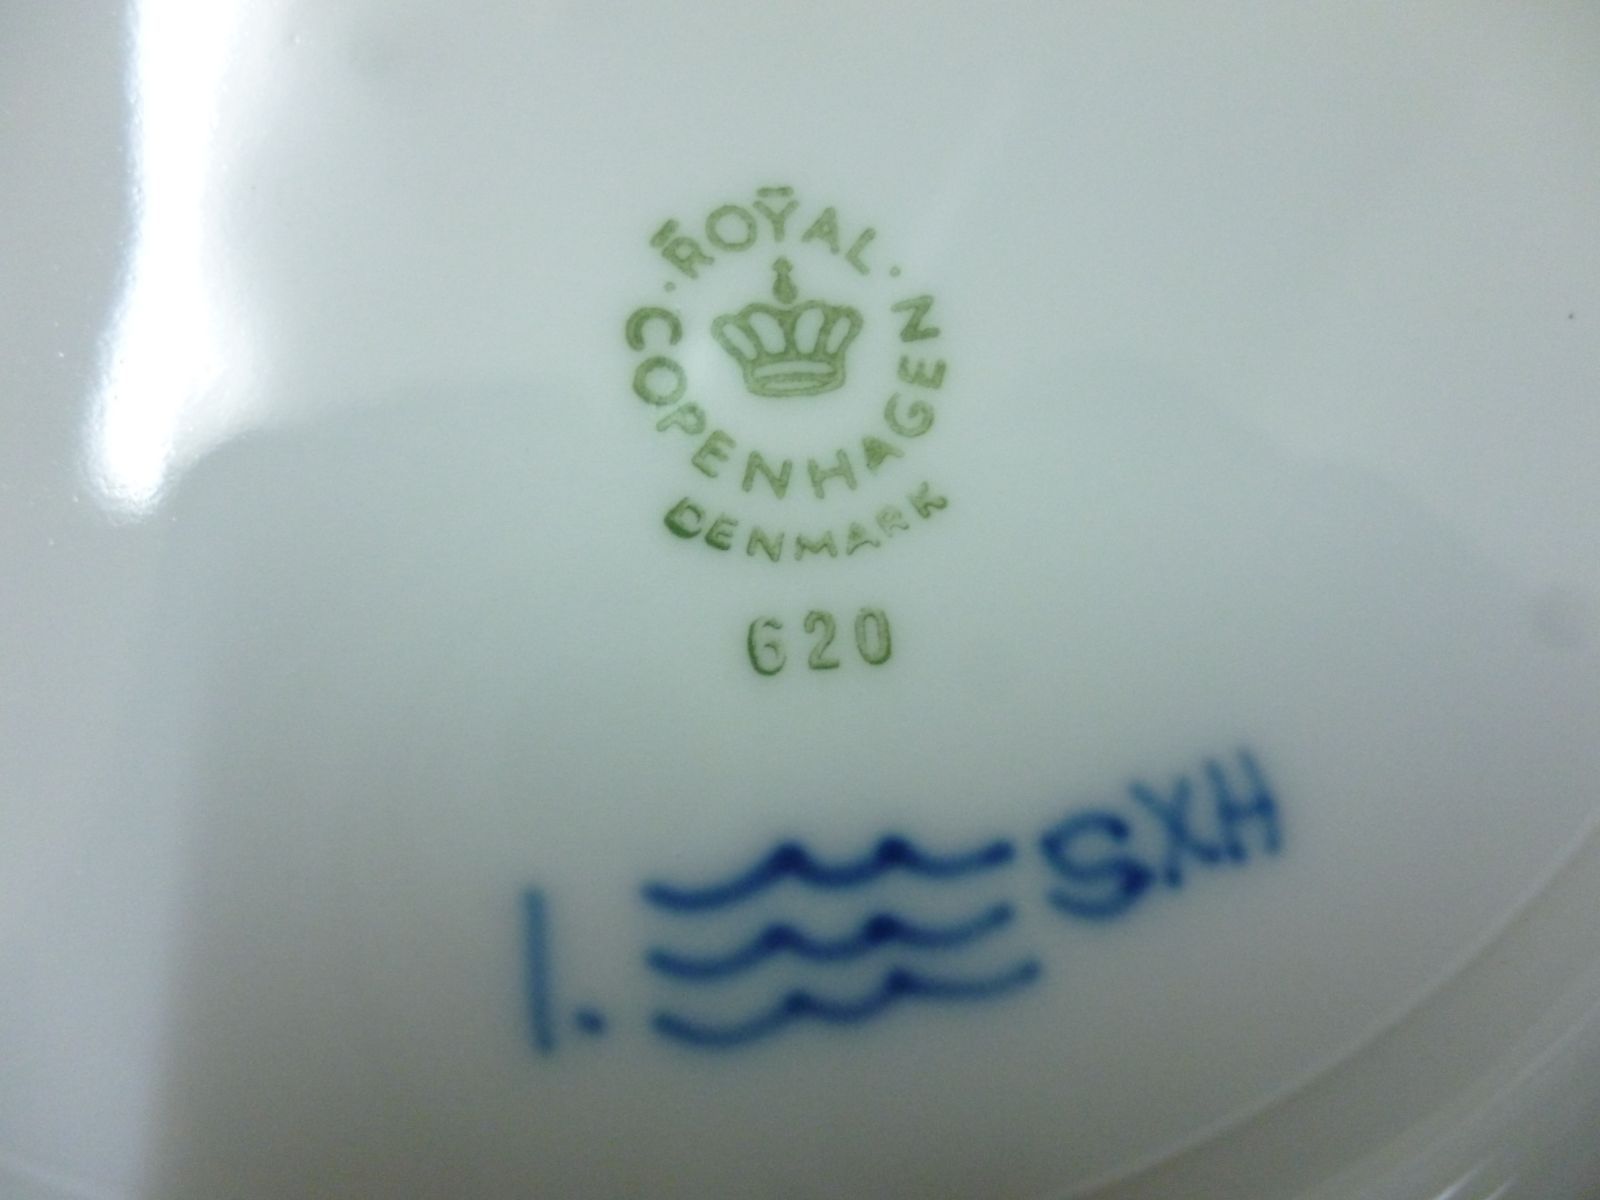 ROYAL
COPENHAGEN
DENMARK
620
1. SXH